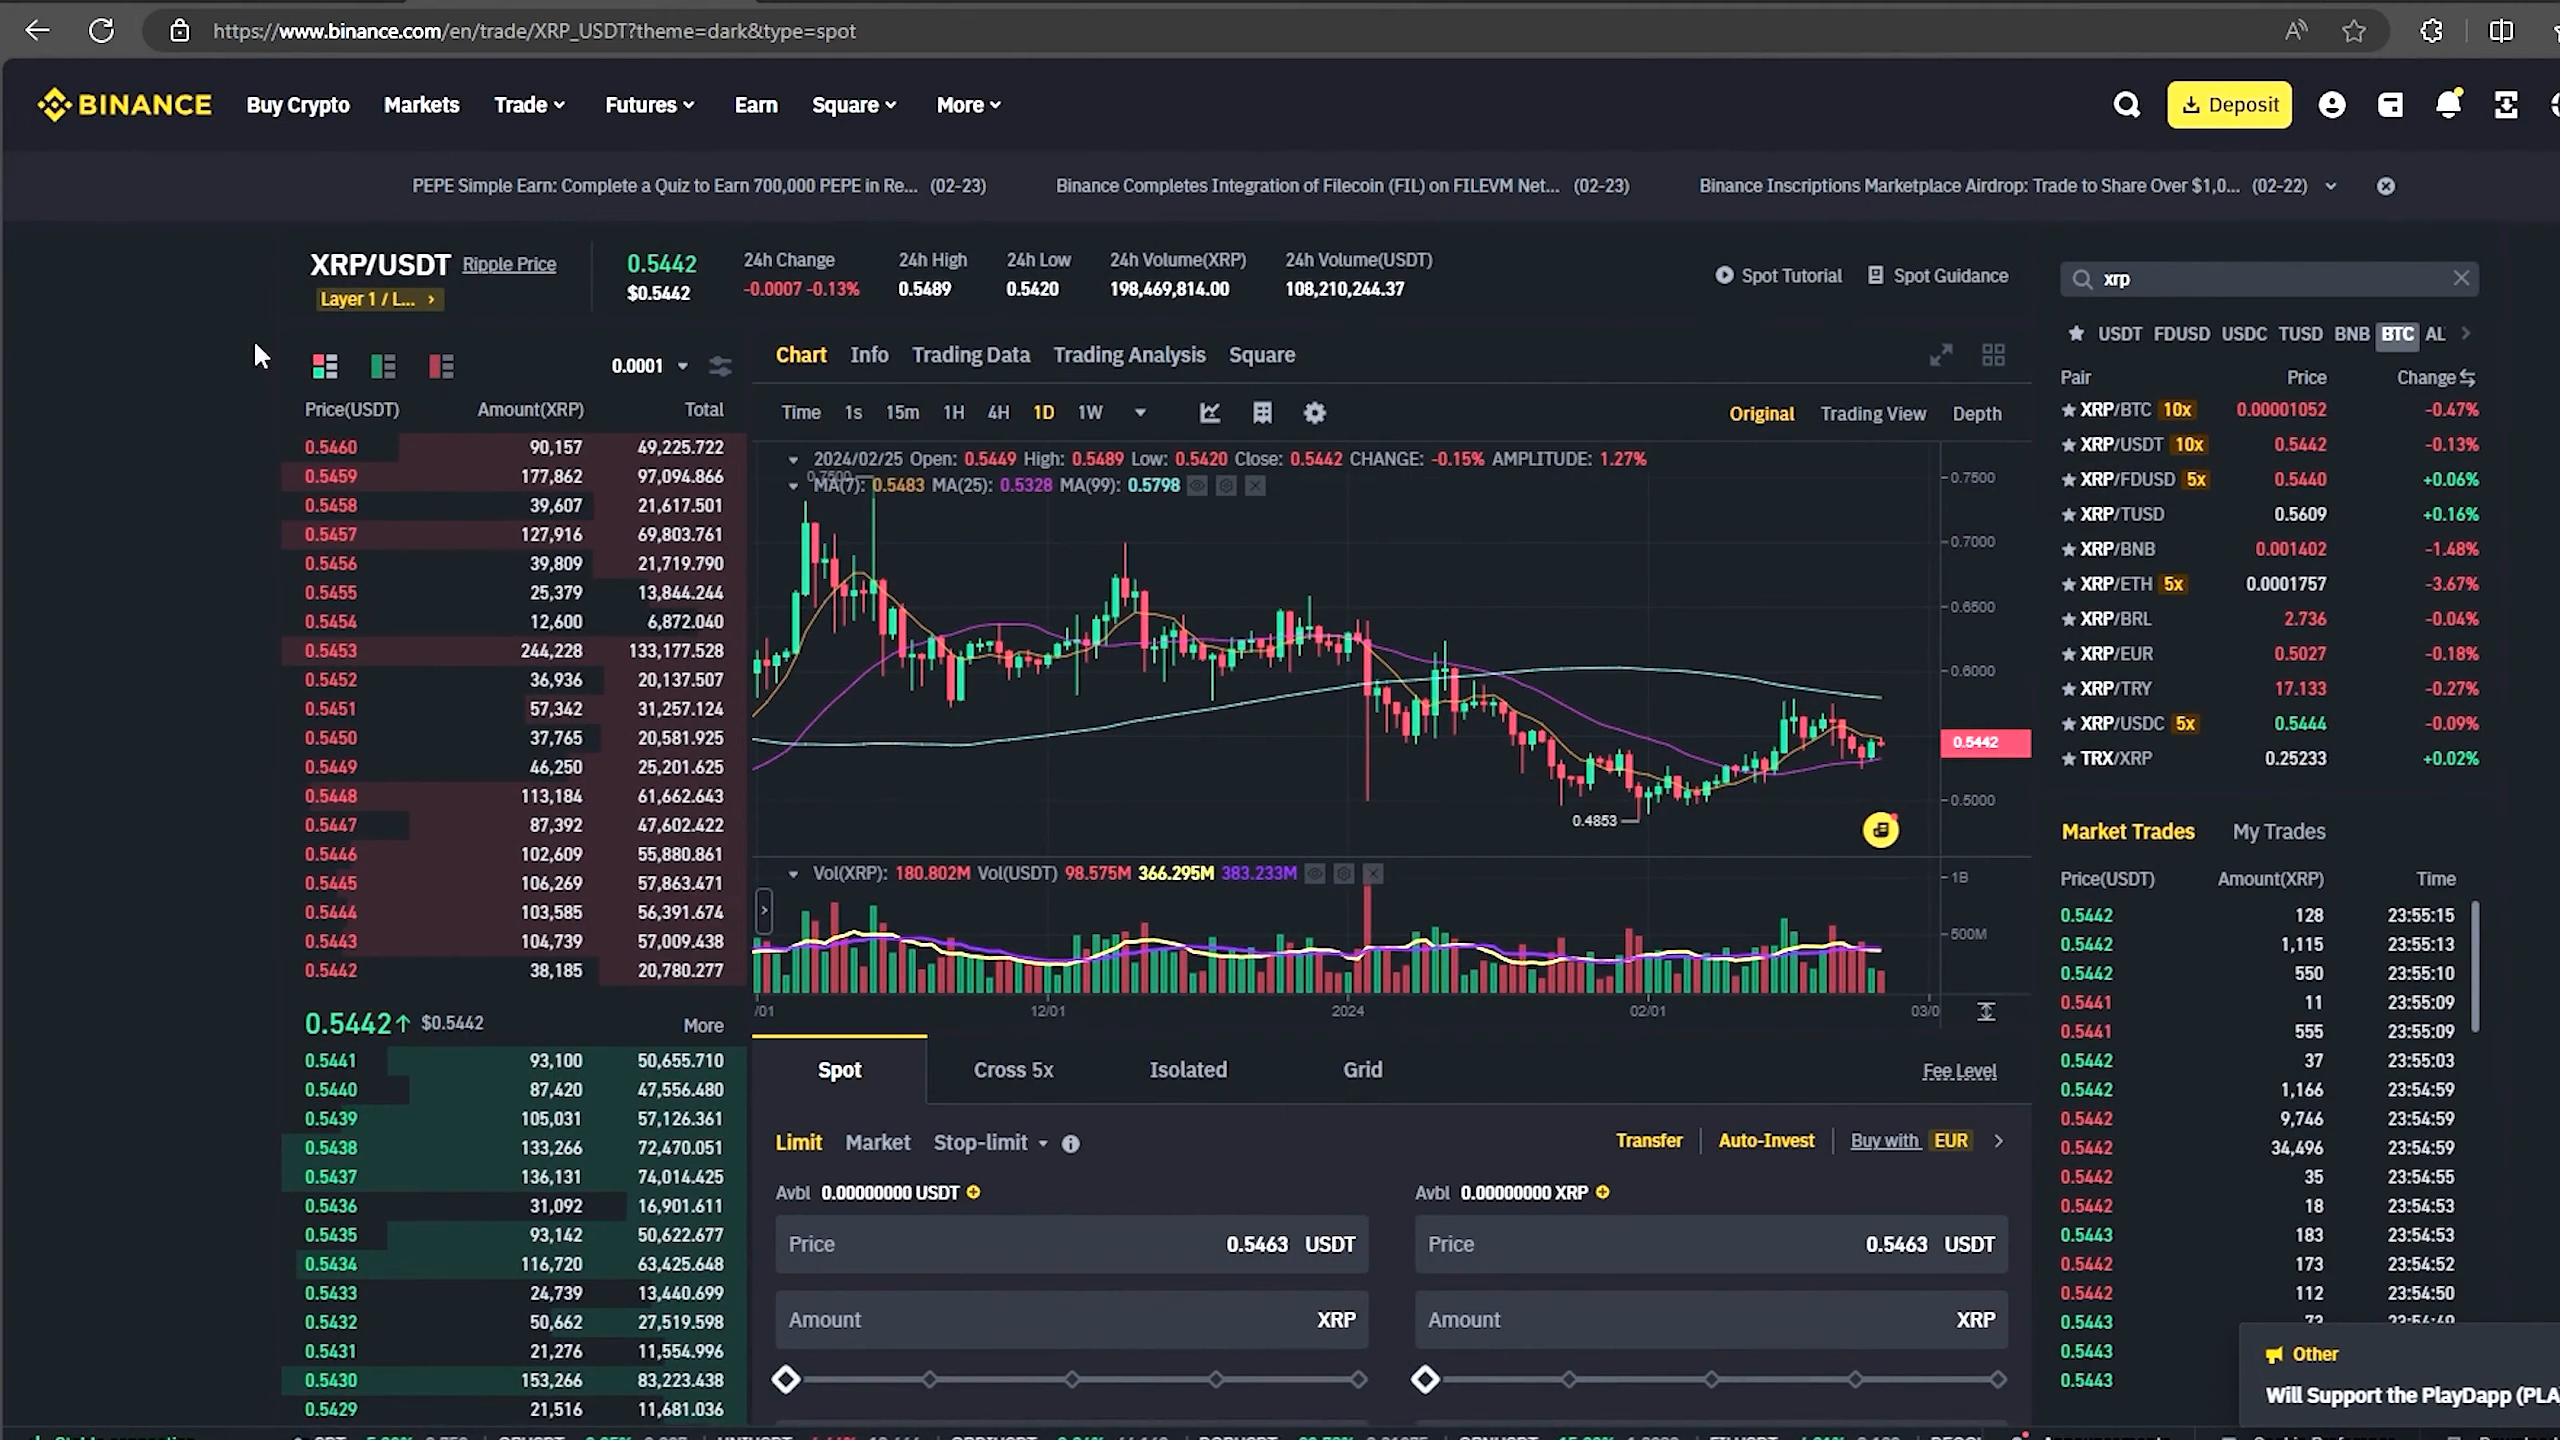 https://www.binance.com/en/trade/XRP_USDT?theme=dark&type=spot
BINANCE Buy Crypto Markets Trade Futures Earn Square More Deposit
PEPE Simple Earn: Complete a Quiz to Earn 700,000 PEPE in Re... (02-23) Binance Completes Integration of Filecoin (FIL) on FILEVM Net... (02-23) Binance Inscriptions Marketplace Airdrop: Trade to Share Over $1,0... (02-22)
XRP/USDT Ripple Price
Layer 1 / L...
0.5442
$0.5442
24h Change
-0.0007 -0.13%
24h High
0.5489
24h Low
0.5420
24h Volume(XRP)
198,469,814.00
24h Volume(USDT)
108,210,244.37
Spot Tutorial Spot Guidance
0.0001
Price(USDT) Amount(XRP) Total
0.5460 90,157 49,225.722
0.5459 177,862 97,094.866
0.5458 39,607 21,617.501
0.5457 127,916 69,803.761
0.5456 39,809 21,719.790
0.5455 25,379 13,844.244
0.5454 12,600 6,872.040
0.5453 244,228 133,177.528
0.5452 36,936 20,137.507
0.5451 57,342 31,257.124
0.5450 37,765 20,581.925
0.5449 46,250 25,201.625
0.5448 113,184 61,662.643
0.5447 87,392 47,602.422
0.5446 102,609 55,880.861
0.5445 106,269 57,863.471
0.5444 103,585 56,391.674
0.5443 104,739 57,009.438
0.5442 38,185 20,780.277
0.5442↑ $0.5442 More
0.5441 93,100 50,655.710
0.5440 87,420 47,556.480
0.5439 105,031 57,126.361
0.5438 133,266 72,470.051
0.5437 136,131 74,014.425
0.5436 31,092 16,901.611
0.5435 93,142 50,622.677
0.5434 116,720 63,425.648
0.5433 24,739 13,440.699
0.5432 50,662 27,519.598
0.5431 21,276 11,554.996
0.5430 153,266 83,223.438
0.5429 21,516 11,681.036
Chart Info Trading Data Trading Analysis Square
Time 1s 15m 1H 4H 1D 1W Original Trading View Depth
2024/02/25 Open: 0.5449 High: 0.5489 Low: 0.5420 Close: 0.5442 CHANGE: -0.15% AMPLITUDE: 1.27%
0.7500
MA(7): 0.5483 MA(25): 0.5328 MA(99): 0.5798
0.7500
0.7000
0.6500
0.6000
0.5442
0.5000
0.4853
Vol(XRP): 180.802M Vol(USDT) 98.575M 366.295M 383.233M
1B
500M
/01 12/01 2024 02/01 03/0
Spot Cross 5x Isolated Grid Fee Level
Limit Market Stop-limit Transfer Auto-Invest Buy with EUR
Avbl 0.00000000 USDT Avbl 0.00000000 XRP
Price 0.5463 USDT Price 0.5463 USDT
Amount XRP Amount XRP
xrp
USDT FDUSD USDC TUSD BNB BTC AL
Pair Price Change
XRP/BTC 10x 0.00001052 -0.47%
XRP/USDT 10x 0.5442 -0.13%
XRP/FDUSD 5x 0.5440 +0.06%
XRP/TUSD 0.5609 +0.16%
XRP/BNB 0.001402 -1.48%
XRP/ETH 5x 0.0001757 -3.67%
XRP/BRL 2.736 -0.04%
XRP/EUR 0.5027 -0.18%
XRP/TRY 17.133 -0.27%
XRP/USDC 5x 0.5444 -0.09%
TRX/XRP 0.25233 +0.02%
Market Trades My Trades
Price(USDT) Amount(XRP) Time
0.5442 128 23:55:15
0.5442 1,115 23:55:13
0.5442 550 23:55:10
0.5441 11 23:55:09
0.5441 555 23:55:09
0.5442 37 23:55:03
0.5442 1,166 23:54:59
0.5442 9,746 23:54:59
0.5442 34,496 23:54:59
0.5442 35 23:54:55
0.5442 18 23:54:53
0.5443 183 23:54:53
0.5442 173 23:54:52
0.5442 112 23:54:50
0.5443
0.5443
0.5443
Other
Will Support the PlayDapp (PLA